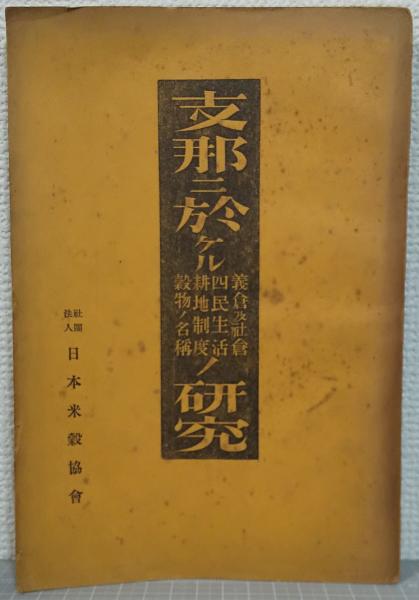 支那ニ於ケル
義倉及社倉
四民生活
耕地制度
穀物ノ名稱
ノ研究
社團法人
日本米穀協會